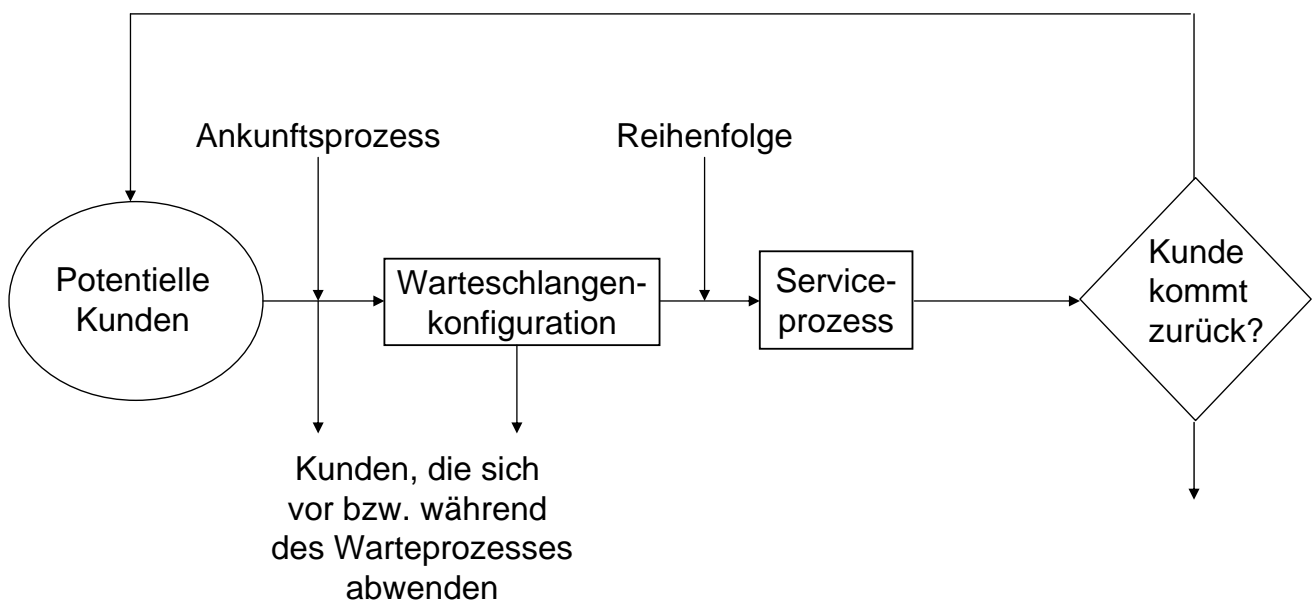 Ankunftsprozess
Reihenfolge
Potentielle
Kunden
Warteschlangen-
konfiguration
Service-
prozess
Kunde
kommt
zurück?
Kunden, die sich
vor bzw. während
des Warteprozesses
abwenden